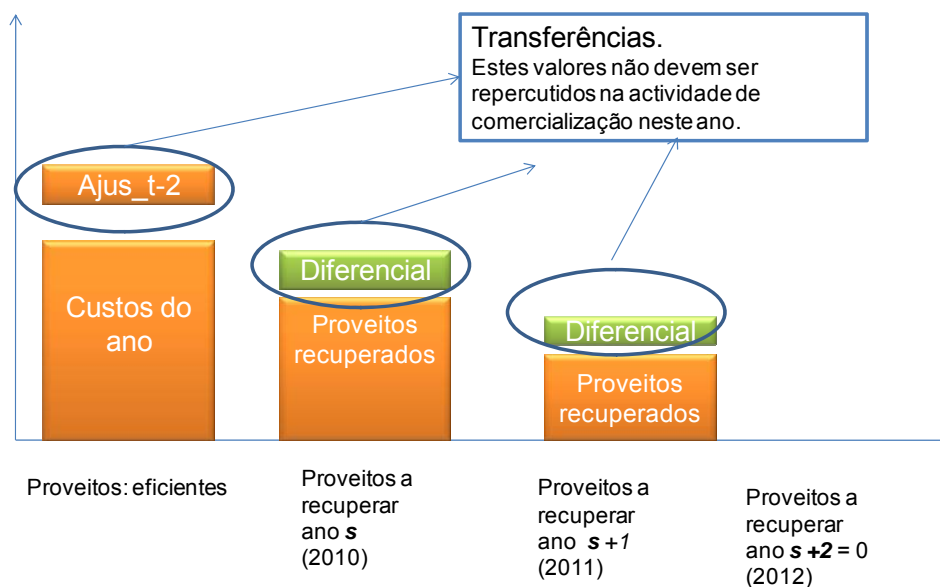 Transferências.
Estes valores não devem ser
repercutidos na actividade de
comercialização neste ano.
Ajus_t-2
Custos do
ano
Diferencial
Proveitos
recuperados
Diferencial
Proveitos
recuperados
Proveitos: eficientes
Proveitos a
recuperar
ano s
(2010)
Proveitos a
recuperar
ano s +1
(2011)
Proveitos a
recuperar
ano s +2 = 0
(2012)